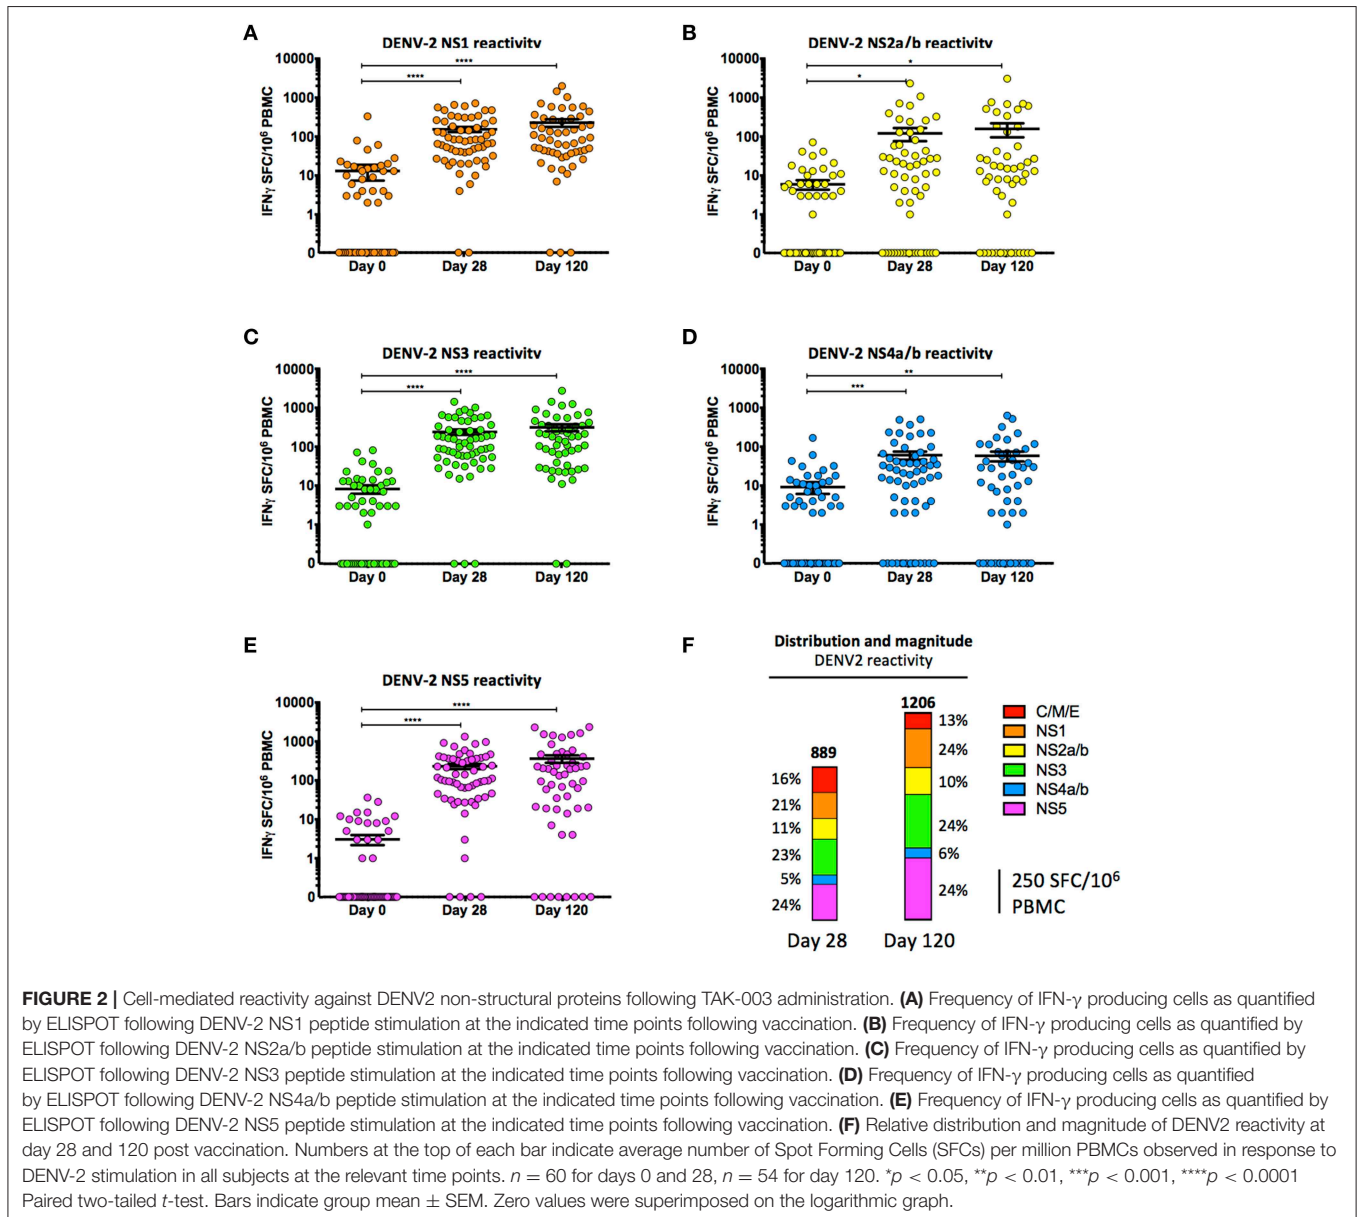 A
DENV-2 NS1 reactivity
10000
1000
100
10
1
0
IFNγ SFC/10⁶ PBMC
****
****
Day 0 Day 28 Day 120
B
DENV-2 NS2a/b reactivity
10000
1000
100
10
1
0
IFNγ SFC/10⁶ PBMC
*
*
Day 0 Day 28 Day 120
C
DENV-2 NS3 reactivity
10000
1000
100
10
1
0
IFNγ SFC/10⁶ PBMC
****
****
Day 0 Day 28 Day 120
D
DENV-2 NS4a/b reactivity
10000
1000
100
10
1
0
IFNγ SFC/10⁶ PBMC
**
***
Day 0 Day 28 Day 120
E
DENV-2 NS5 reactivity
10000
1000
100
10
1
0
IFNγ SFC/10⁶ PBMC
****
****
Day 0 Day 28 Day 120
F
Distribution and magnitude
DENV2 reactivity
889
16%
21%
11%
23%
5%
24%
Day 28
1206
13%
24%
10%
24%
6%
24%
Day 120
C/M/E
NS1
NS2a/b
NS3
NS4a/b
NS5
250 SFC/10⁶
PBMC
FIGURE 2 | Cell-mediated reactivity against DENV2 non-structural proteins following TAK-003 administration. (A) Frequency of IFN-γ producing cells as quantified
by ELISPOT following DENV-2 NS1 peptide stimulation at the indicated time points following vaccination. (B) Frequency of IFN-γ producing cells as quantified by
ELISPOT following DENV-2 NS2a/b peptide stimulation at the indicated time points following vaccination. (C) Frequency of IFN-γ producing cells as quantified by
ELISPOT following DENV-2 NS3 peptide stimulation at the indicated time points following vaccination. (D) Frequency of IFN-γ producing cells as quantified
by ELISPOT following DENV-2 NS4a/b peptide stimulation at the indicated time points following vaccination. (E) Frequency of IFN-γ producing cells as quantified by
ELISPOT following DENV-2 NS5 peptide stimulation at the indicated time points following vaccination. (F) Relative distribution and magnitude of DENV2 reactivity at
day 28 and 120 post vaccination. Numbers at the top of each bar indicate average number of Spot Forming Cells (SFCs) per million PBMCs observed in response to
DENV-2 stimulation in all subjects at the relevant time points. n = 60 for days 0 and 28, n = 54 for day 120. *p < 0.05, **p < 0.01, ***p < 0.001, ****p < 0.0001
Paired two-tailed t-test. Bars indicate group mean ± SEM. Zero values were superimposed on the logarithmic graph.